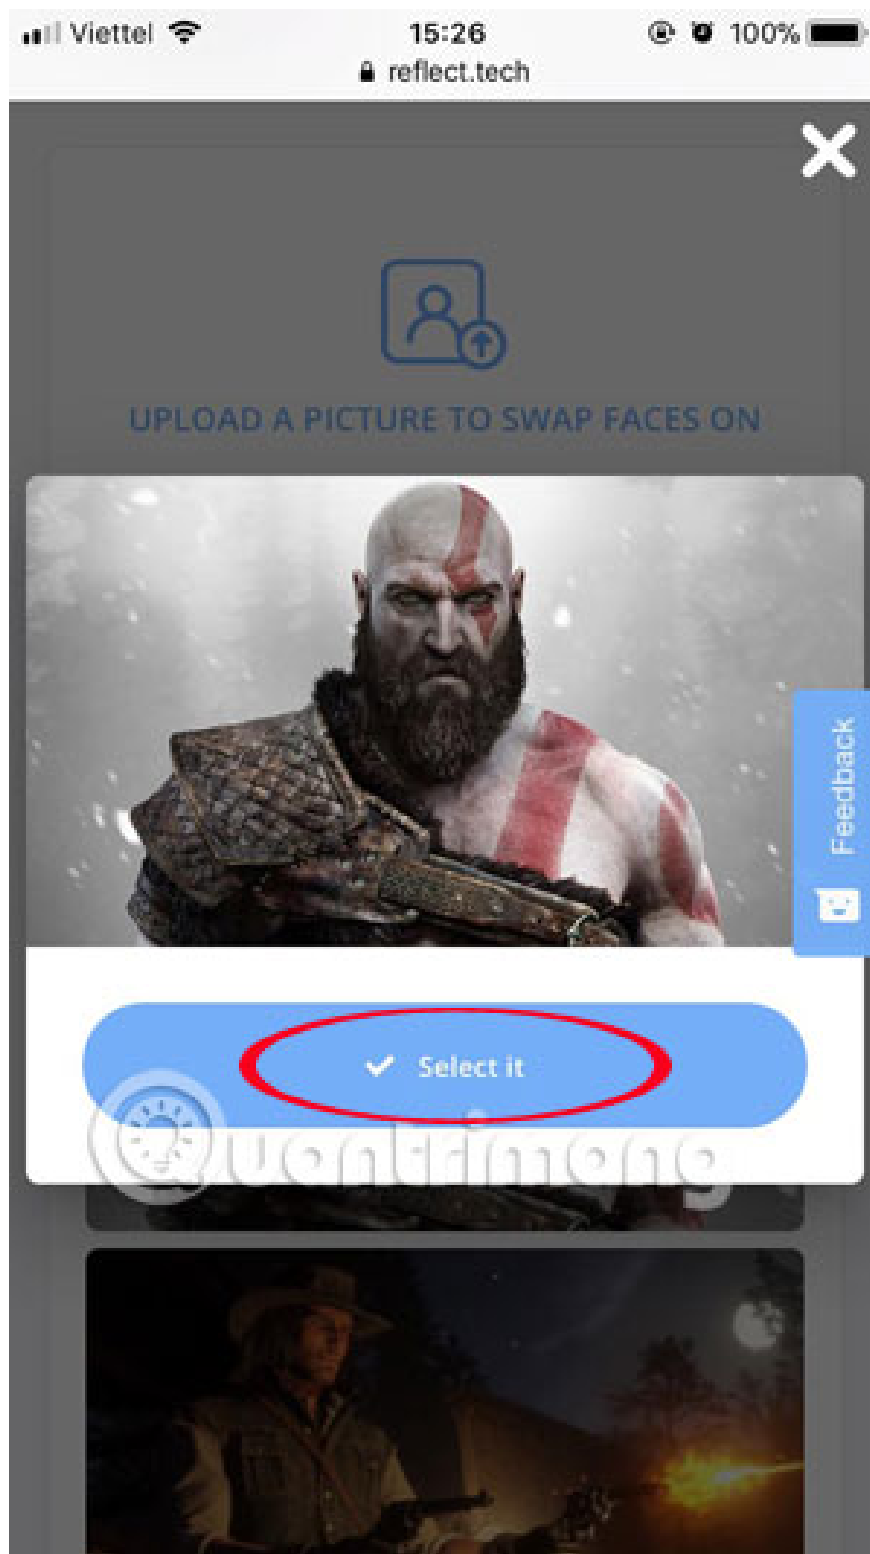 Viettel 15:26 100%
reflect.tech
UPLOAD A PICTURE TO SWAP FACES ON
Feedback
Select it
Quantrimang